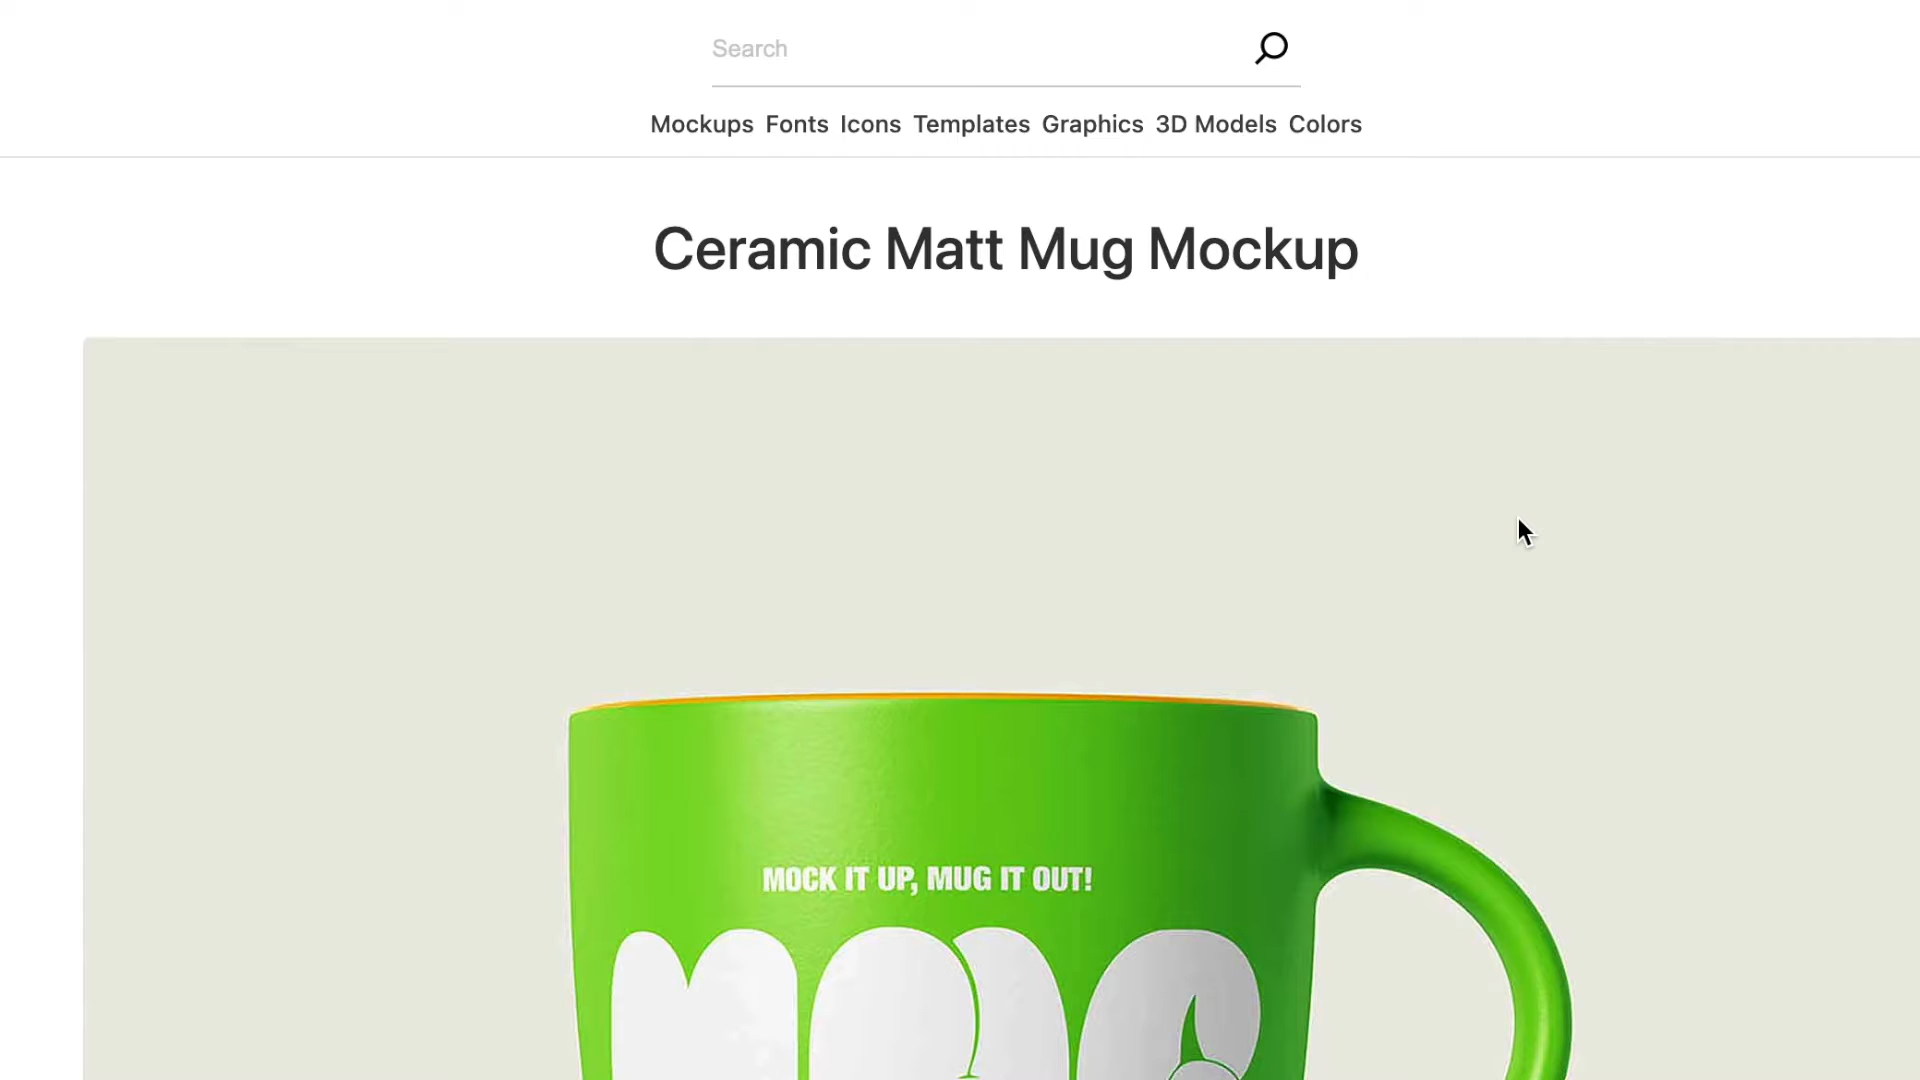 Search
Mockups Fonts Icons Templates Graphics 3D Models Colors
Ceramic Matt Mug Mockup
MOCK IT UP, MUG IT OUT!